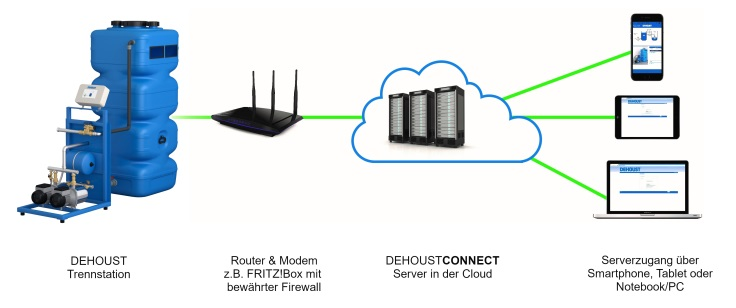 DEHOUST
DEHOUST
DEHOUST
Trennstation
Router & Modem
z.B. FRITZ!Box mit
bewährter Firewall
DEHOUSTCONNECT
Server in der Cloud
Serverzugang über
Smartphone, Tablet oder
Notebook/PC